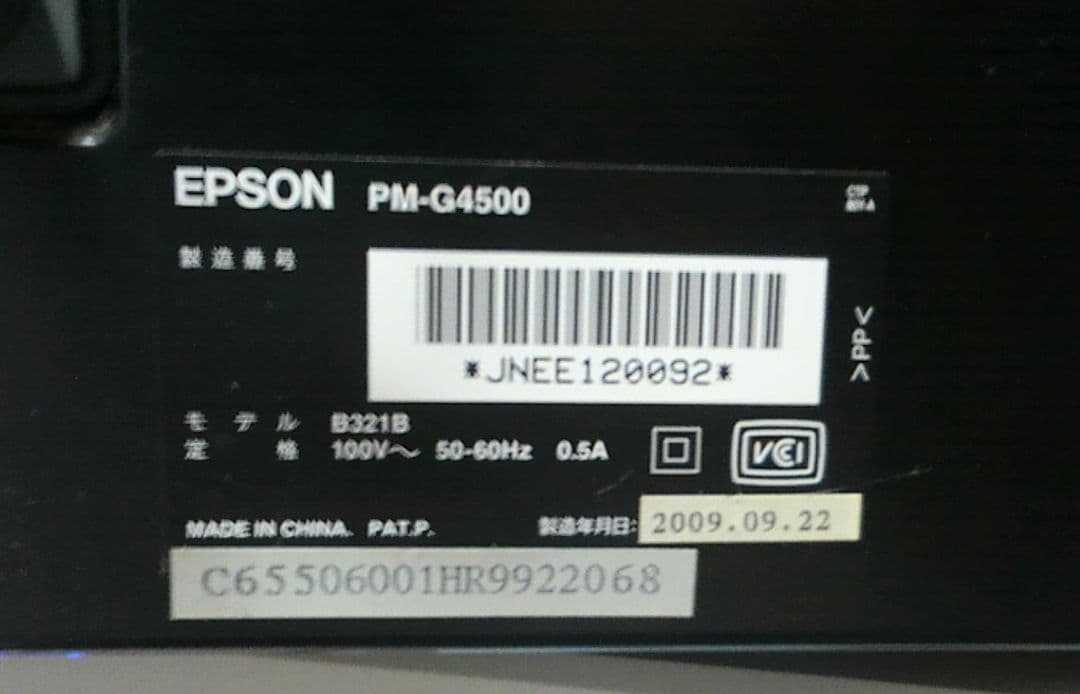 EPSON PM-G4500
製造番号
*JNEE120092*
>PP<
モデル B321B
定格 100V～ 50-60Hz 0.5A
VCI
MADE IN CHINA. PAT.P. 製造年月日: 2009.09.22
C65506001HR9922068